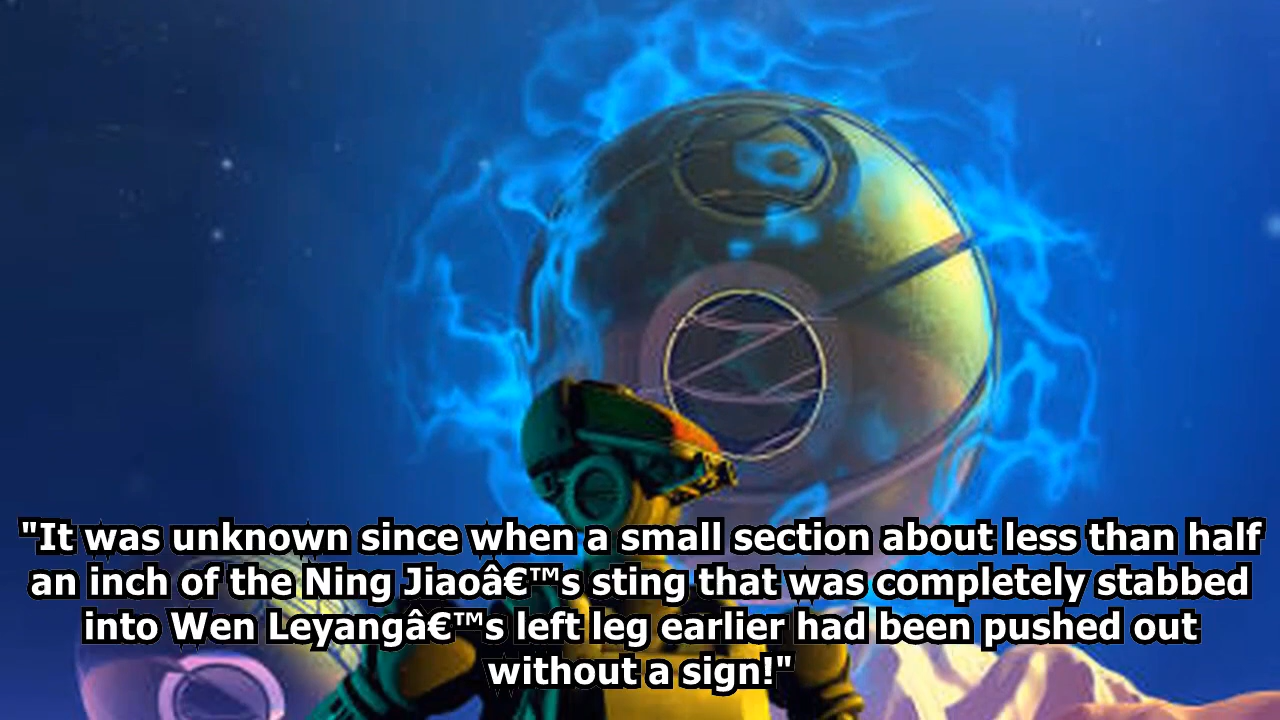 "It was unknown since when a small section about less than half
an inch of the Ning Jiaoâ€™s sting that was completely stabbed
into Wen Leyangâ€™s left leg earlier had been pushed out
without a sign!"